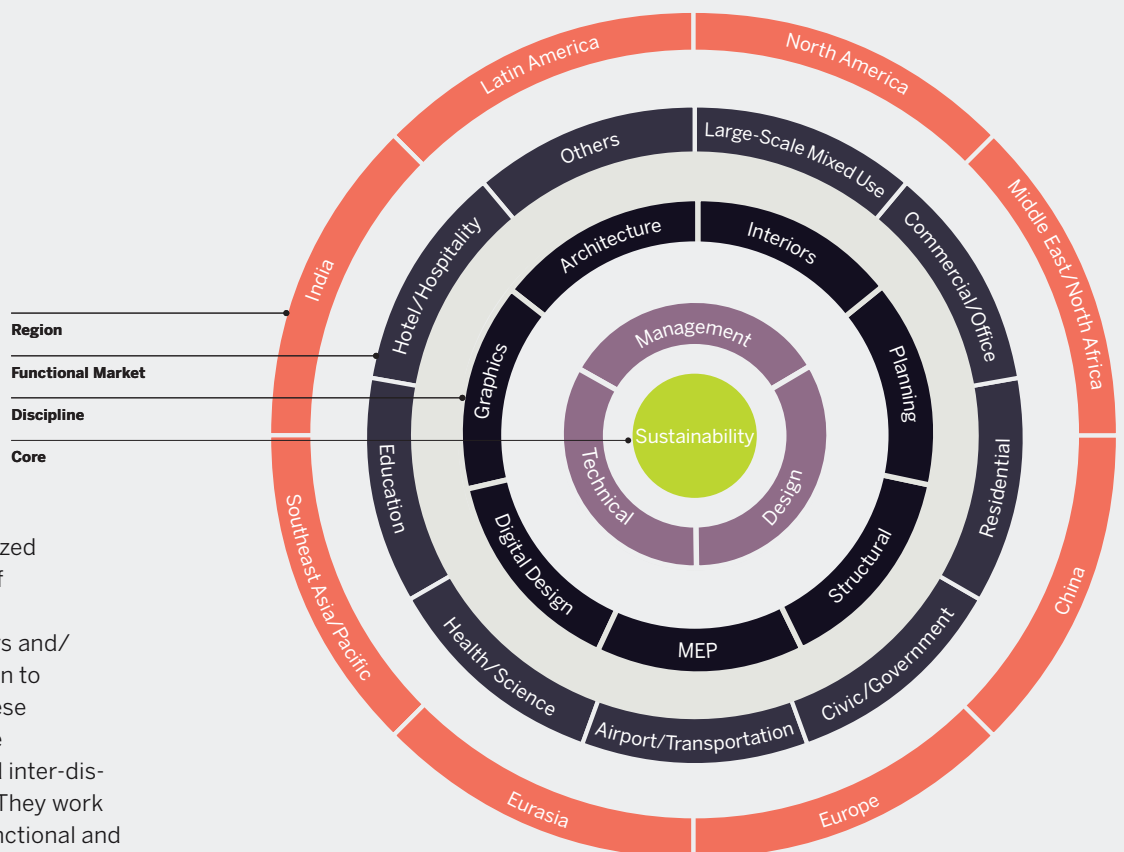 Latin America
North America
Middle East/North Africa
China
Europe
Eurasia
Southeast Asia/Pacific
India
Others
Large-Scale Mixed Use
Commercial/Office
Residential
Civic/Government
Airport/Transportation
Health/Science
Education
Hotel/Hospitality
Architecture
Interiors
Planning
Structural
MEP
Digital Design
Graphics
Management
Design
Technical
Sustainability
Region
Functional Market
Discipline
Core
zed
f
rs and/
n to
ese
e
l inter-dis-
They work
nctional and